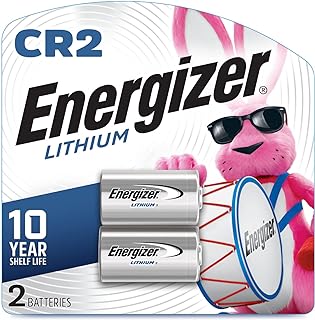 CR2
Energizer®
LITHIUM
Energizer
LITHIUM
10
YEAR
SHELF LIFE
Energizer
LITHIUM
2 BATTERIES
Energizer